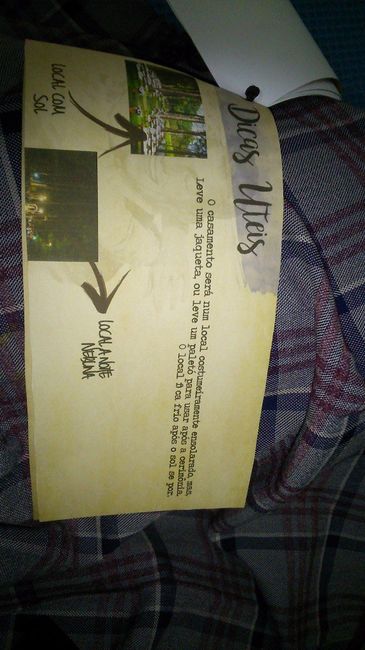 Dicas Uteis
O casamento será num local costumeiramente ensolarado, mas
Leve uma jaqueta, ou leve um paletó para usar após a cerimônia.
O local fica frio após o sol se por.
LOCAL COM
SOL
LOCAL A NOITE
NEBLINA